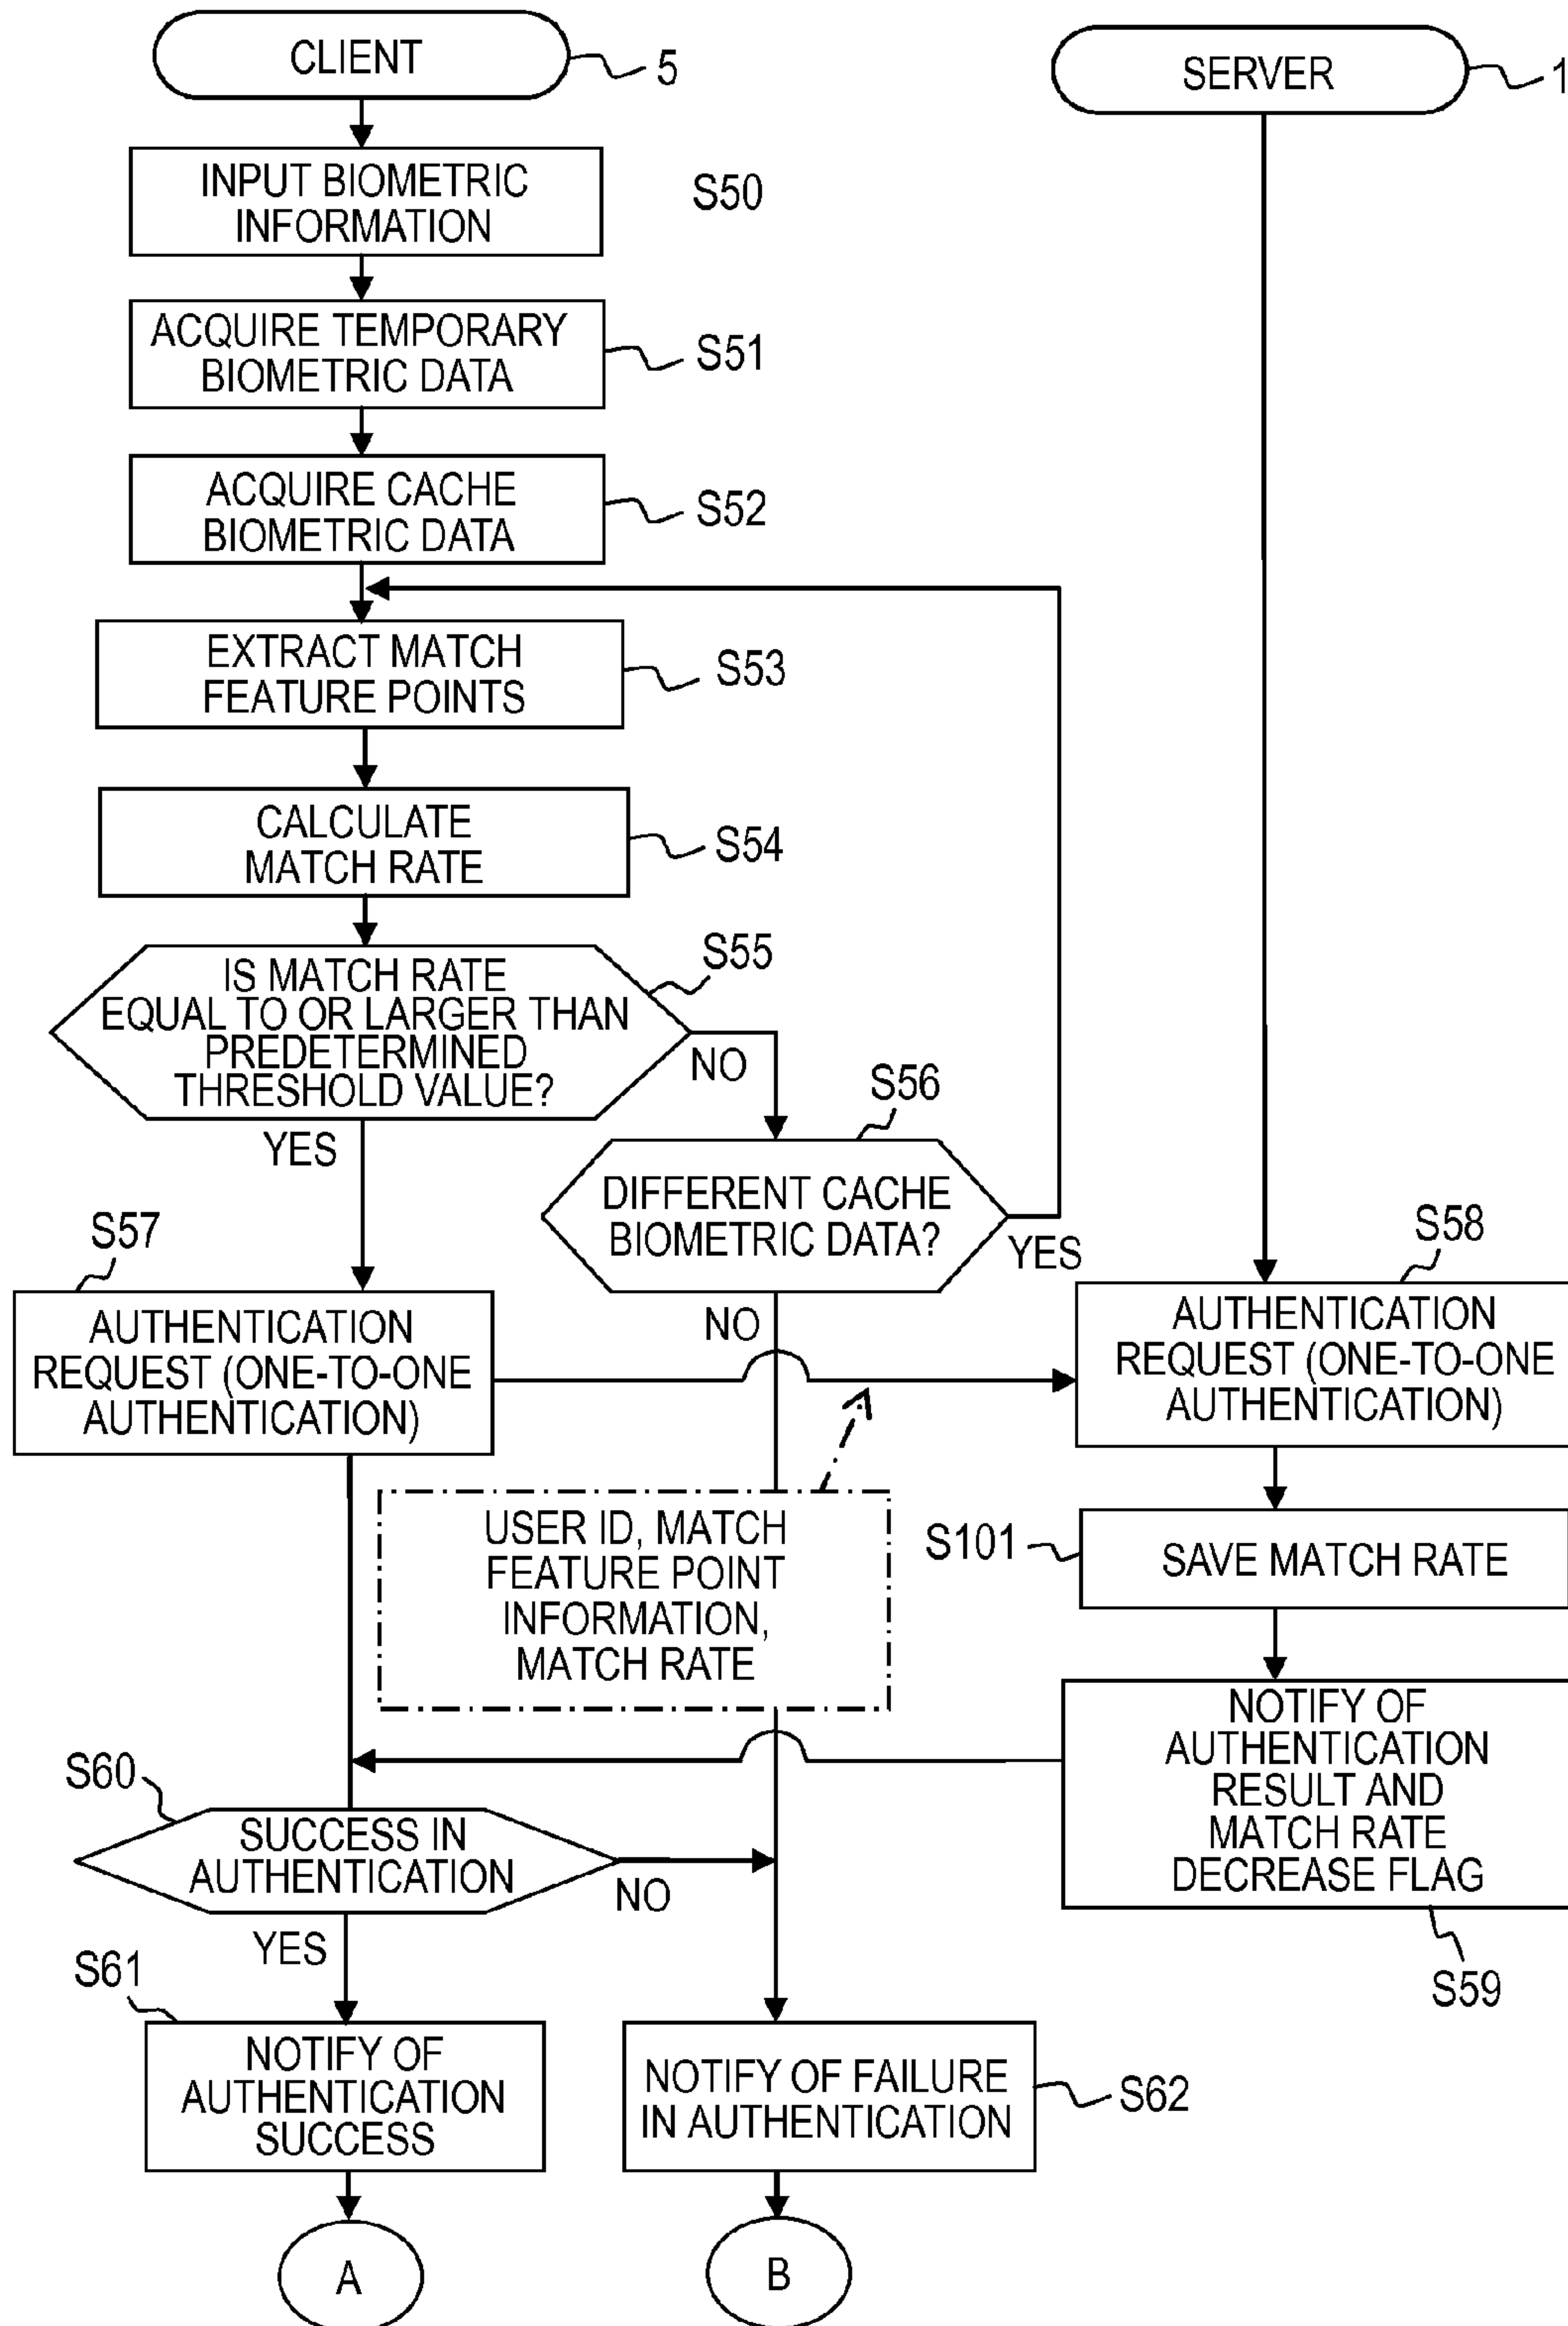 CLIENT
5
SERVER
1
INPUT BIOMETRIC
INFORMATION
S50
ACQUIRE TEMPORARY
BIOMETRIC DATA
S51
ACQUIRE CACHE
BIOMETRIC DATA
S52
EXTRACT MATCH
FEATURE POINTS
S53
CALCULATE
MATCH RATE
S54
IS MATCH RATE
EQUAL TO OR LARGER THAN
PREDETERMINED
THRESHOLD VALUE?
S55
NO
YES
S56
DIFFERENT CACHE
BIOMETRIC DATA?
YES
NO
S57
AUTHENTICATION
REQUEST (ONE-TO-ONE
AUTHENTICATION)
S58
AUTHENTICATION
REQUEST (ONE-TO-ONE
AUTHENTICATION)
USER ID, MATCH
FEATURE POINT
INFORMATION,
MATCH RATE
S101
SAVE MATCH RATE
NOTIFY OF
AUTHENTICATION
RESULT AND
MATCH RATE
DECREASE FLAG
S59
S60
SUCCESS IN
AUTHENTICATION
NO
YES
S61
NOTIFY OF
AUTHENTICATION
SUCCESS
NOTIFY OF FAILURE
IN AUTHENTICATION
S62
A
B